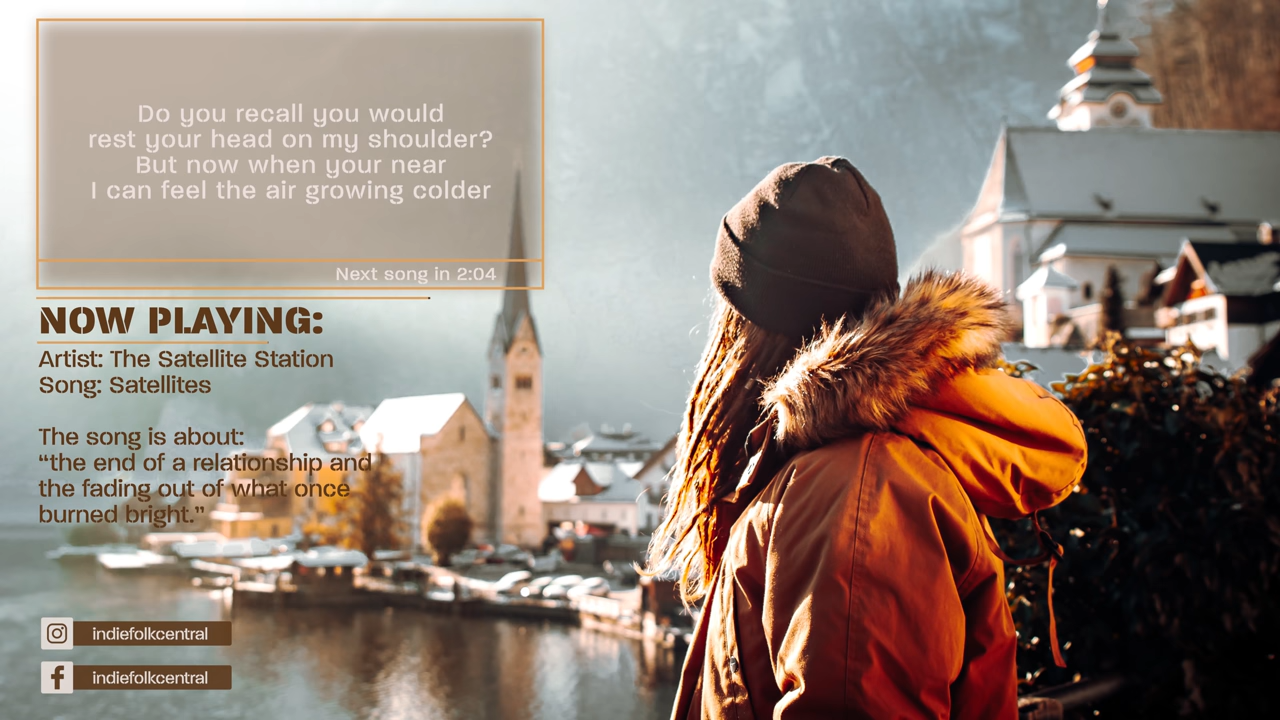 Do you recall you would
rest your head on my shoulder?
But now when your near
I can feel the air growing colder
Next song in 2:04
NOW PLAYING:
Artist: The Satellite Station
Song: Satellites
The song is about:
“the end of a relationship and
the fading out of what once
burned bright.”
indiefolkcentral
indiefolkcentral